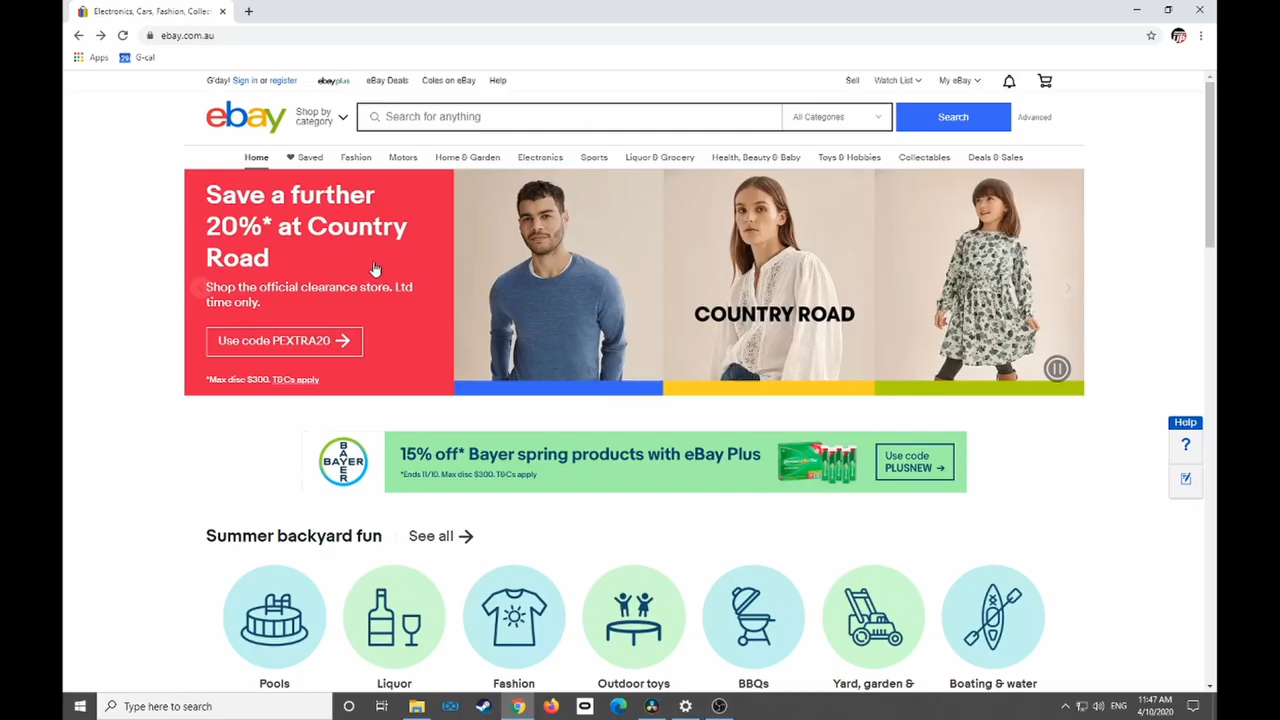 Electronics, Cars, Fashion, Collec
ebay.com.au
Apps
G-cal
G'day! Sign in or register
ebayplus
eBay Deals
Coles on eBay
Help
Sell
Watch List
My eBay
ebay
Shop by
category
Search for anything
All Categories
Search
Advanced
Home
Saved
Fashion
Motors
Home & Garden
Electronics
Sports
Liquor & Grocery
Health, Beauty & Baby
Toys & Hobbies
Collectables
Deals & Sales
Save a further
20%* at Country
Road
Shop the official clearance store. Ltd
time only.
Use code PEXTRA20
*Max disc $300. T&Cs apply
COUNTRY ROAD
Help
?
BAYER
BAYER
15% off* Bayer spring products with eBay Plus
*Ends 11/10. Max disc $300. T&Cs apply
Use code
PLUSNEW →
Summer backyard fun
See all
Pools
Liquor
Fashion
Outdoor toys
BBQs
Yard, garden &
Boating & water
Type here to search
ENG
11:47 AM
4/10/2020